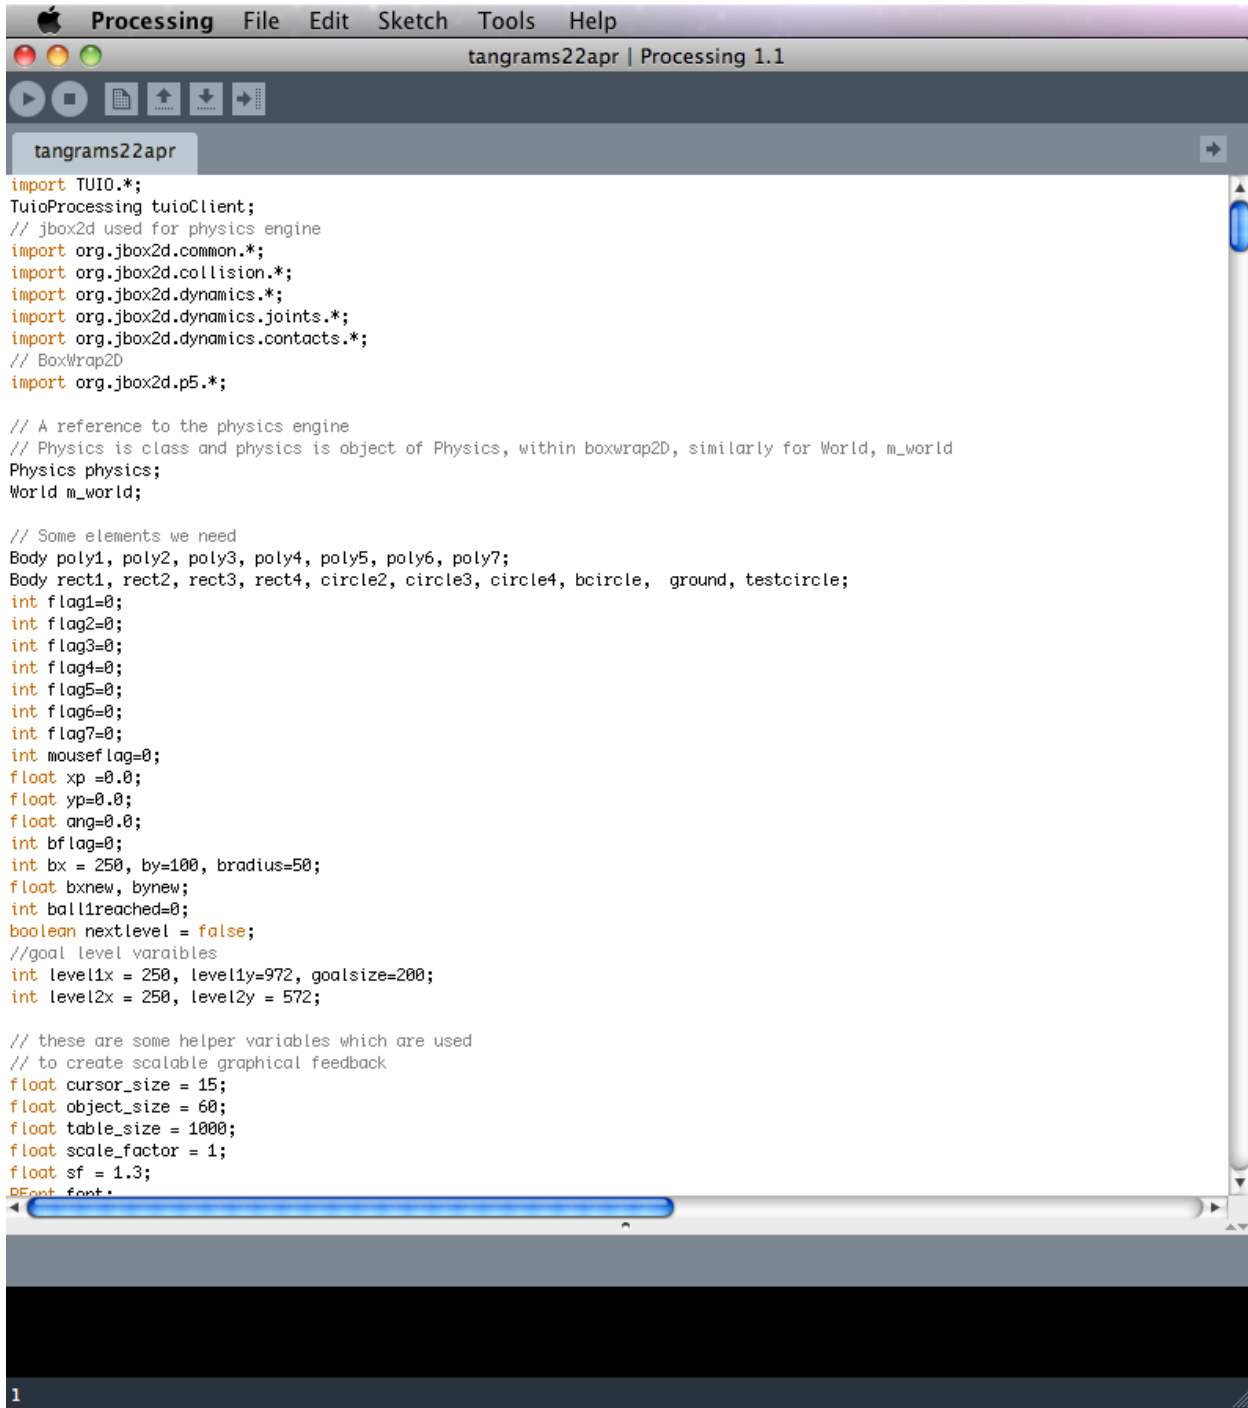 Processing File Edit Sketch Tools Help
tangrams22apr | Processing 1.1
tangrams22apr
import TUIO.*;
TuioProcessing tuioClient;
// jbox2d used for physics engine
import org.jbox2d.common.*;
import org.jbox2d.collision.*;
import org.jbox2d.dynamics.*;
import org.jbox2d.dynamics.joints.*;
import org.jbox2d.dynamics.contacts.*;
// BoxWrap2D
import org.jbox2d.p5.*;

// A reference to the physics engine
// Physics is class and physics is object of Physics, within boxwrap2D, similarly for World, m_world
Physics physics;
World m_world;

// Some elements we need
Body poly1, poly2, poly3, poly4, poly5, poly6, poly7;
Body rect1, rect2, rect3, rect4, circle2, circle3, circle4, bcircle,  ground, testcircle;
int flag1=0;
int flag2=0;
int flag3=0;
int flag4=0;
int flag5=0;
int flag6=0;
int flag7=0;
int mouseflag=0;
float xp =0.0;
float yp=0.0;
float ang=0.0;
int bflag=0;
int bx = 250, by=100, bradius=50;
float bxnew, bynew;
int ball1reached=0;
boolean nextlevel = false;
//goal level varaibles
int level1x = 250, level1y=972, goalsize=200;
int level2x = 250, level2y = 572;

// these are some helper variables which are used
// to create scalable graphical feedback
float cursor_size = 15;
float object_size = 60;
float table_size = 1000;
float scale_factor = 1;
float sf = 1.3;
PFont font;
1